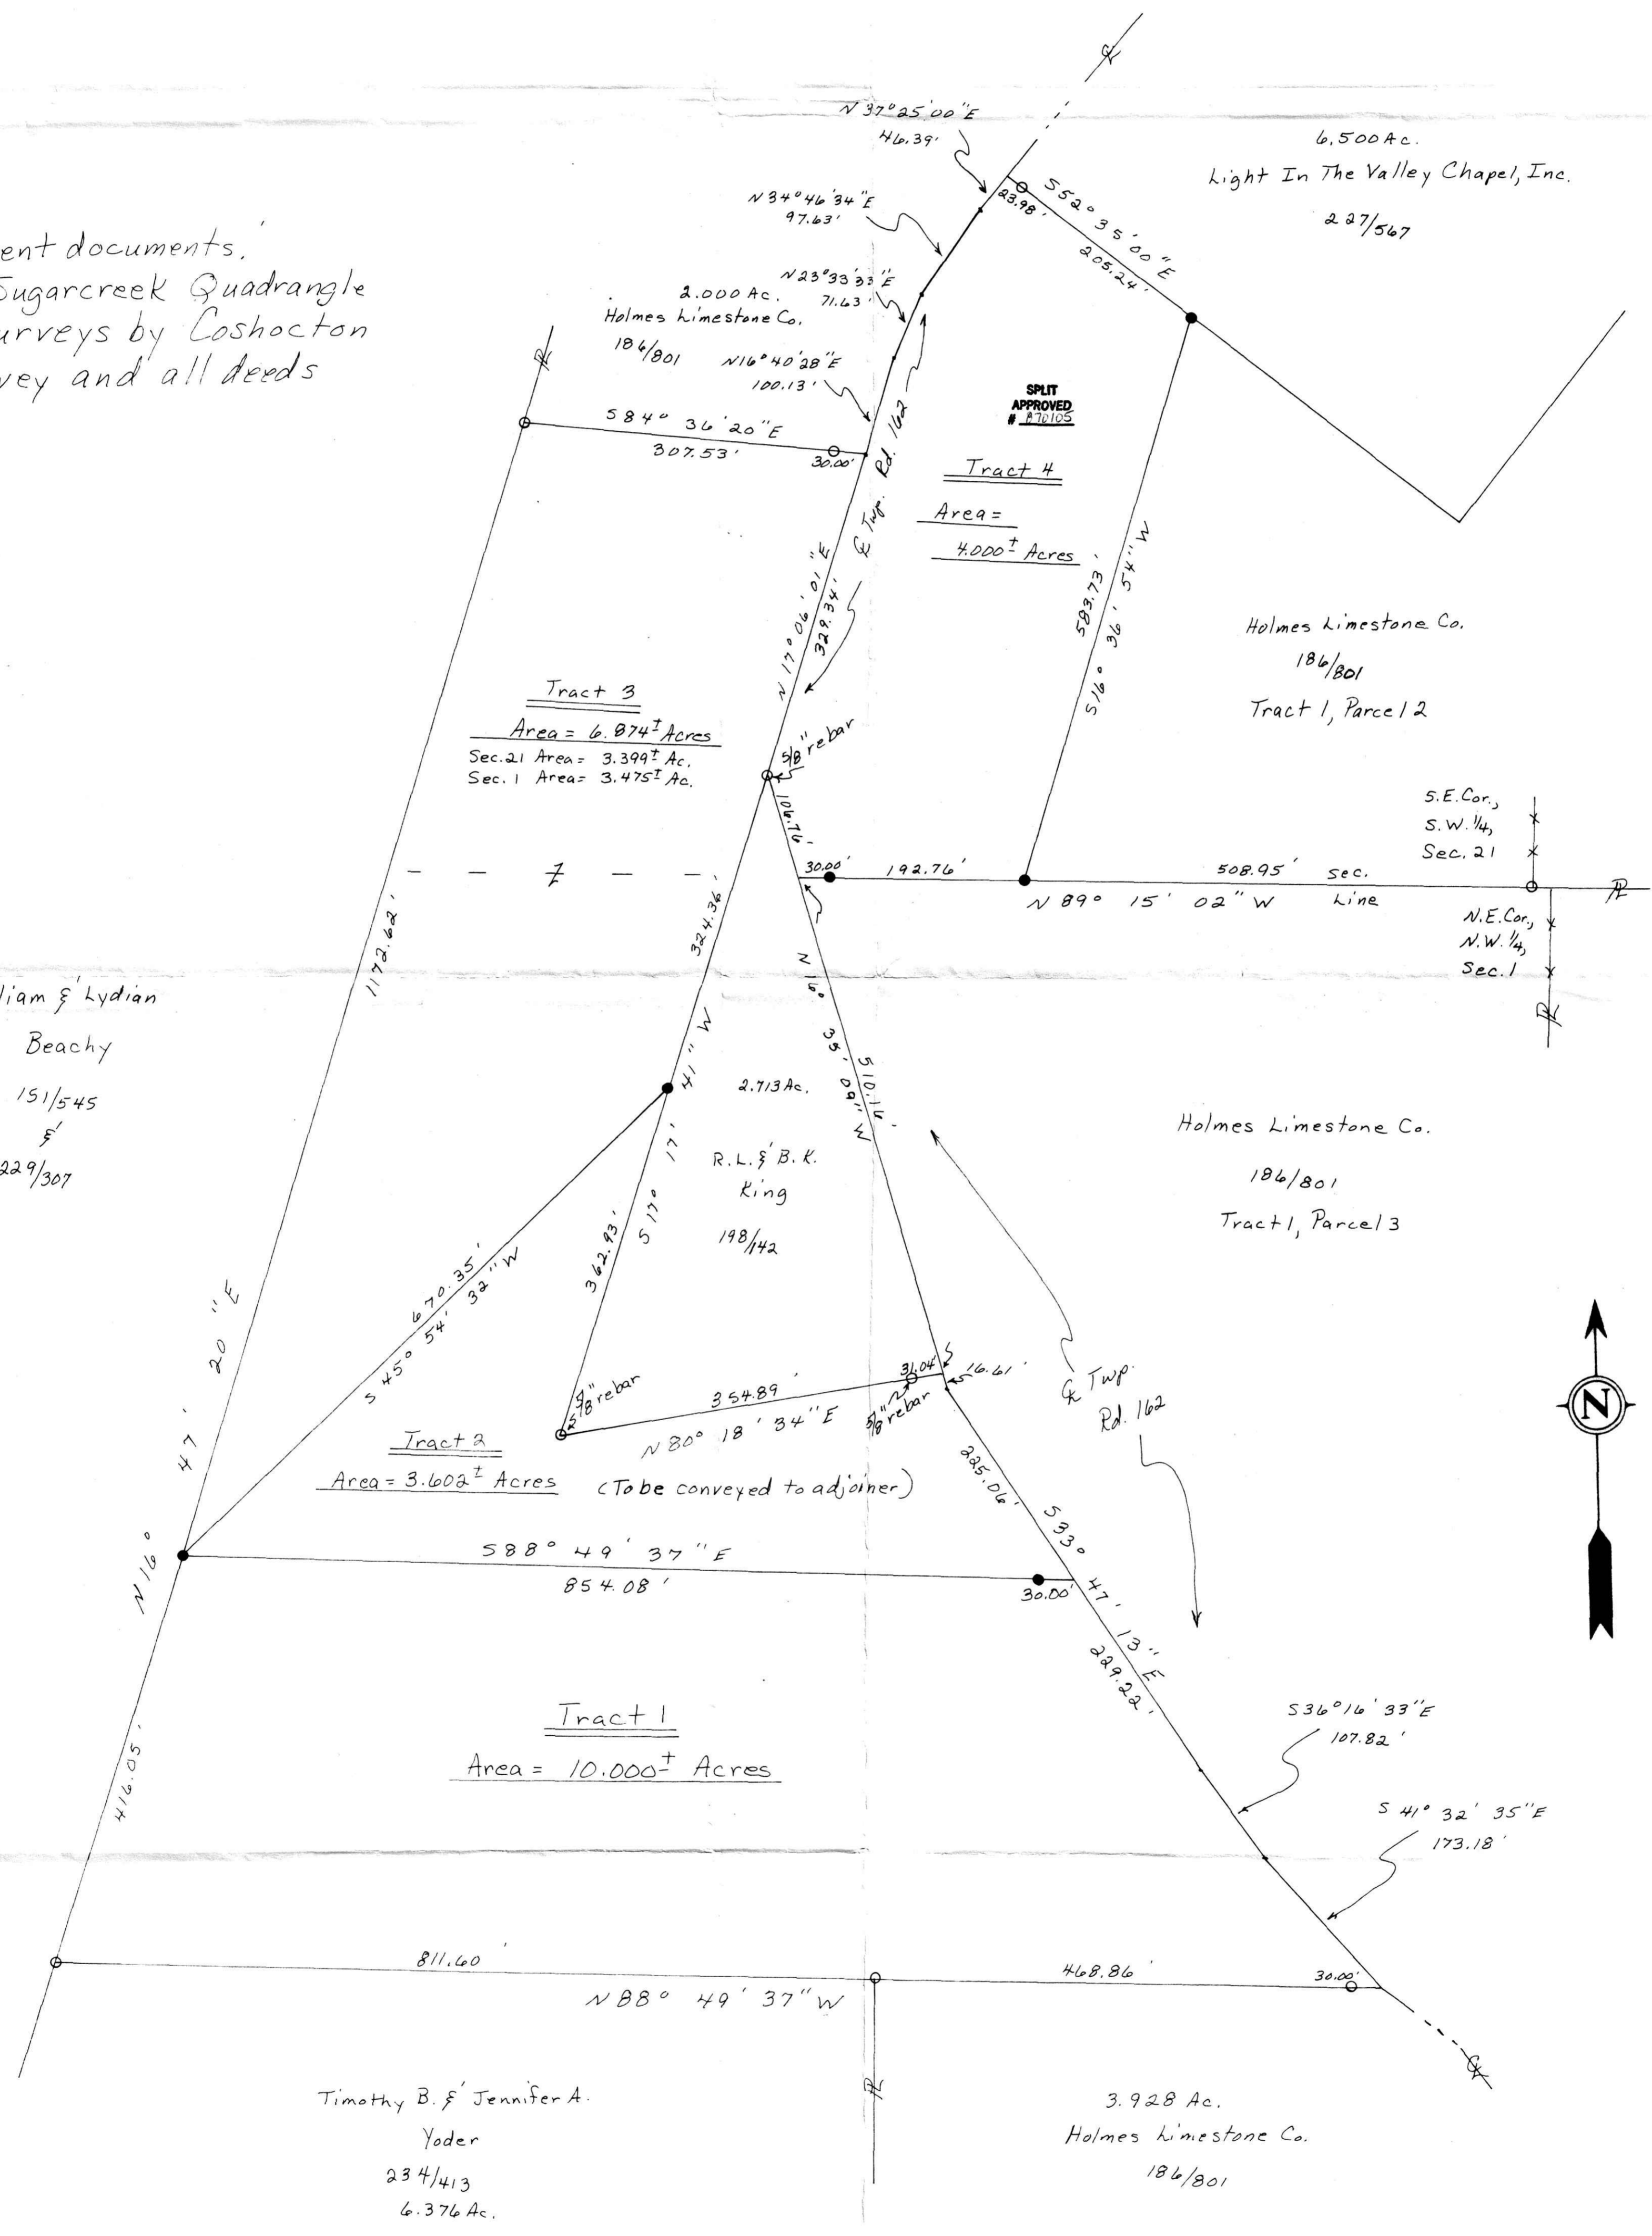 ent documents.
Sugarcreek Quadrangle
urveys by Coshocton
vey and all deeds
N 37° 25' 00" E
46.39'
6.500 Ac.
Light In The Valley Chapel, Inc.
227/567
N 34° 46' 34" E
97.63'
S 52° 35' 00" E
23.98'
205.24'
N 23° 33' 33" E
71.63'
2.000 Ac.
Holmes Limestone Co.
186/801
N 16° 40' 28" E
100.13'
SPLIT
APPROVED
# A70105
S 84° 36' 20" E
307.53'
30.00'
℄ Twp. Rd. 162
Tract 4
Area =
4.000± Acres
N 17° 06' 01" E
329.34'
583.73'
S 16° 36' 54" W
Holmes Limestone Co.
186/801
Tract 1, Parcel 2
Tract 3
Area = 6.874± Acres
Sec. 21 Area = 3.399± Ac.
Sec. 1 Area = 3.475± Ac.
5/8" rebar
106.76'
S.E. Cor.,
S.W. 1/4,
Sec. 21
30.00'
192.76'
508.95'
Sec.
Line
N 89° 15' 02" W
N.E. Cor.,
N.W. 1/4,
Sec. 1
1172.62'
324.36'
liam & Lydian
Beachy
151/545
&
229/307
N 16° 35' 09" W
510.16'
2.713 Ac.
R.L. & B.K.
King
198/142
362.93'
S 17° 17' 41" W
Holmes Limestone Co.
186/801
Tract 1, Parcel 3
670.35'
S 45° 54' 32" W
N 16° 47' 20" E
5/8" rebar
354.89'
31.04'
16.61'
N 80° 18' 34" E
5/8" rebar
℄ Twp.
Rd. 162
N
Tract 2
Area = 3.602± Acres (To be conveyed to adjoiner)
225.06'
S 33° 47' 13" E
S 88° 49' 37" E
854.08'
30.00'
229.22'
Tract 1
Area = 10.000± Acres
S 36° 16' 33" E
107.82'
416.05'
S 41° 32' 35" E
173.18'
811.60'
468.86'
30.00'
N 88° 49' 37" W
Timothy B. & Jennifer A.
Yoder
234/413
6.376 Ac.
3.928 Ac.
Holmes Limestone Co.
186/801